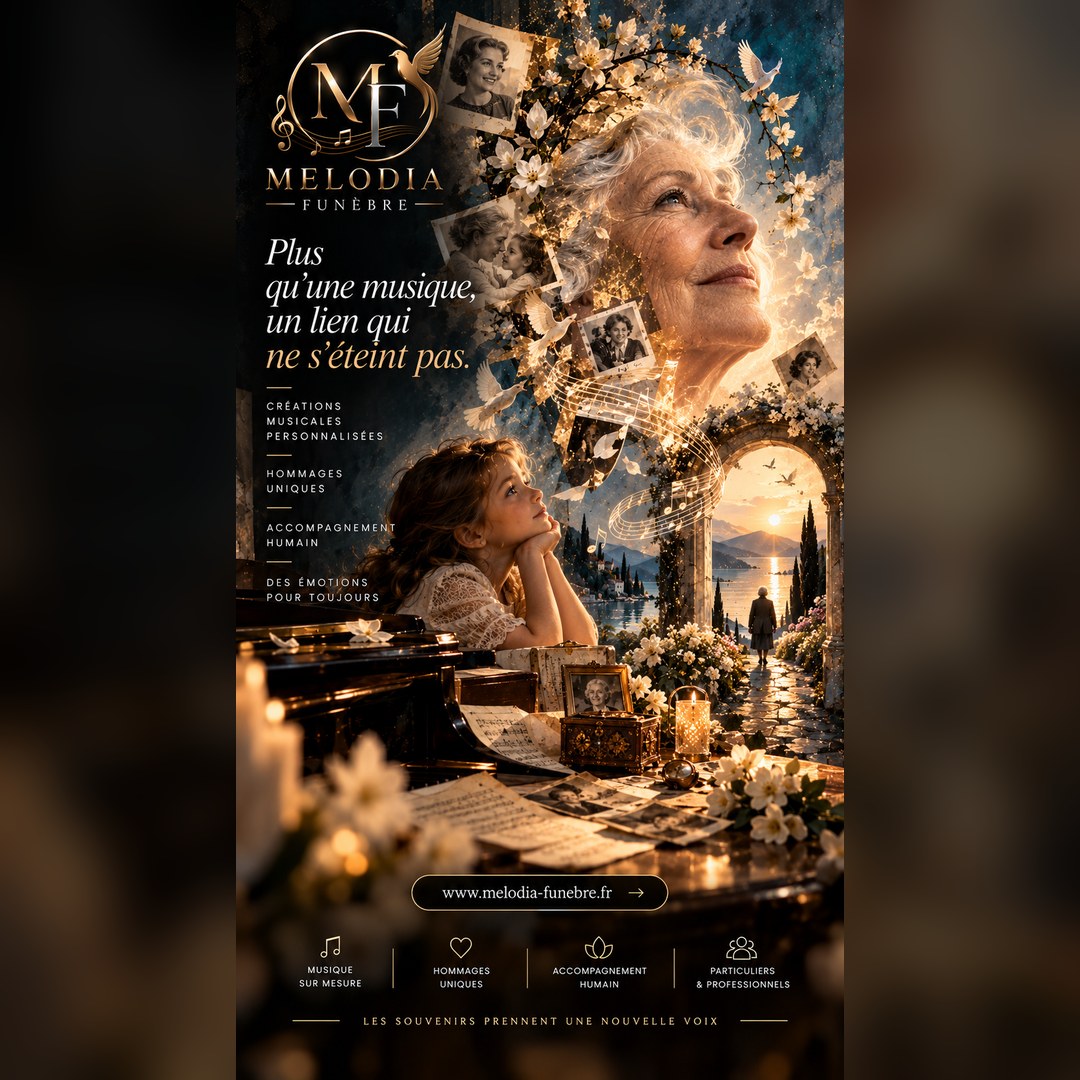 MF
MELODIA
FUNÈBRE
Plus
qu'une musique,
un lien qui
ne s'éteint pas.
CRÉATIONS
MUSICALES
PERSONNALISÉES
HOMMAGES
UNIQUES
ACCOMPAGNEMENT
HUMAIN
DES ÉMOTIONS
POUR TOUJOURS
www.melodia-funebre.fr →
MUSIQUE
SUR MESURE
HOMMAGES
UNIQUES
ACCOMPAGNEMENT
HUMAIN
PARTICULIERS
& PROFESSIONNELS
LES SOUVENIRS PRENNENT UNE NOUVELLE VOIX